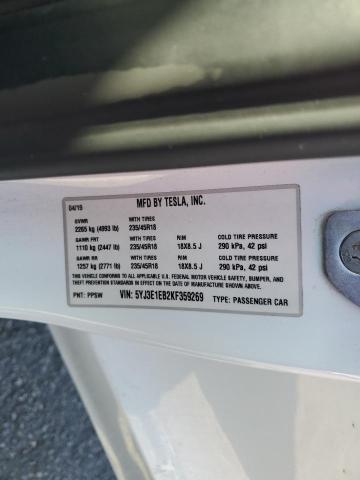 04/19 MFD BY TESLA, INC.
GVWR WITH TIRES
2265 kg (4993 lb) 235/45R18
GAWR FRT WITH TIRES RIM COLD TIRE PRESSURE
1110 kg (2447 lb) 235/45R18 18X8.5 J 290 kPa, 42 psi
GAWR RR WITH TIRES RIM COLD TIRE PRESSURE
1257 kg (2771 lb) 235/45R18 18X8.5 J 290 kPa, 42 psi
THIS VEHICLE CONFORMS TO ALL APPLICABLE U.S. FEDERAL MOTOR VEHICLE SAFETY, BUMPER, AND
THEFT PREVENTION STANDARDS IN EFFECT ON THE DATE OF MANUFACTURE SHOWN ABOVE.
PNT: PPSW VIN: 5YJ3E1EB2KF359269 TYPE: PASSENGER CAR